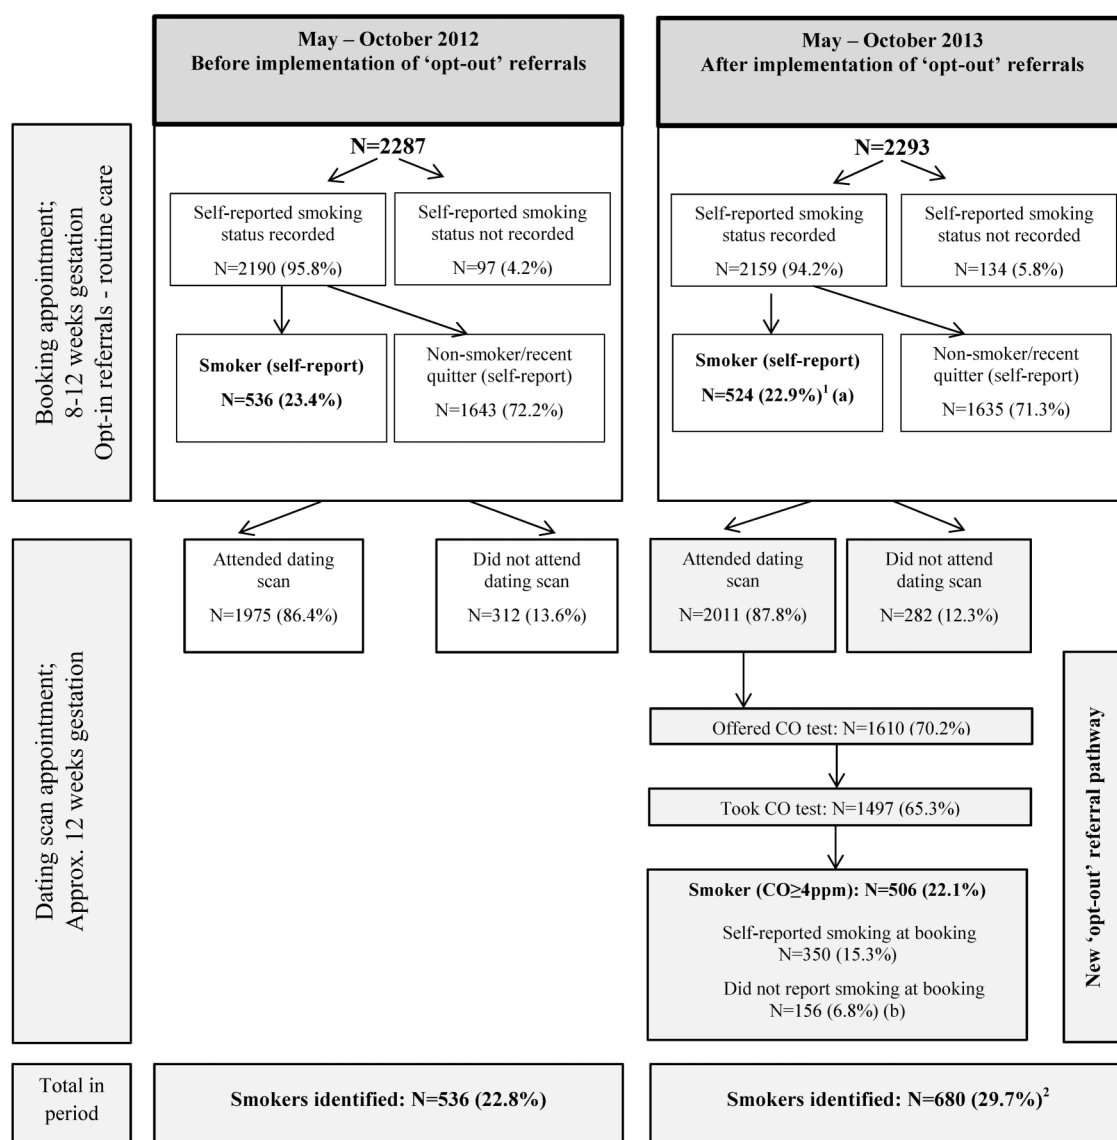 May – October 2012
Before implementation of ‘opt-out’ referrals
May – October 2013
After implementation of ‘opt-out’ referrals
Booking appointment;
8-12 weeks gestation
Opt-in referrals - routine care
N=2287
Self-reported smoking
status recorded
N=2190 (95.8%)
Self-reported smoking
status not recorded
N=97 (4.2%)
Smoker (self-report)
N=536 (23.4%)
Non-smoker/recent
quitter (self-report)
N=1643 (72.2%)
N=2293
Self-reported smoking
status recorded
N=2159 (94.2%)
Self-reported smoking
status not recorded
N=134 (5.8%)
Smoker (self-report)
N=524 (22.9%)¹ (a)
Non-smoker/recent
quitter (self-report)
N=1635 (71.3%)
Dating scan appointment;
Approx. 12 weeks gestation
Attended dating
scan
N=1975 (86.4%)
Did not attend
dating scan
N=312 (13.6%)
Attended dating
scan
N=2011 (87.8%)
Did not attend
dating scan
N=282 (12.3%)
Offered CO test: N=1610 (70.2%)
Took CO test: N=1497 (65.3%)
Smoker (CO≥4ppm): N=506 (22.1%)
Self-reported smoking at booking
N=350 (15.3%)
Did not report smoking at booking
N=156 (6.8%) (b)
New ‘opt-out’ referral pathway
Total in
period
Smokers identified: N=536 (22.8%)
Smokers identified: N=680 (29.7%)²